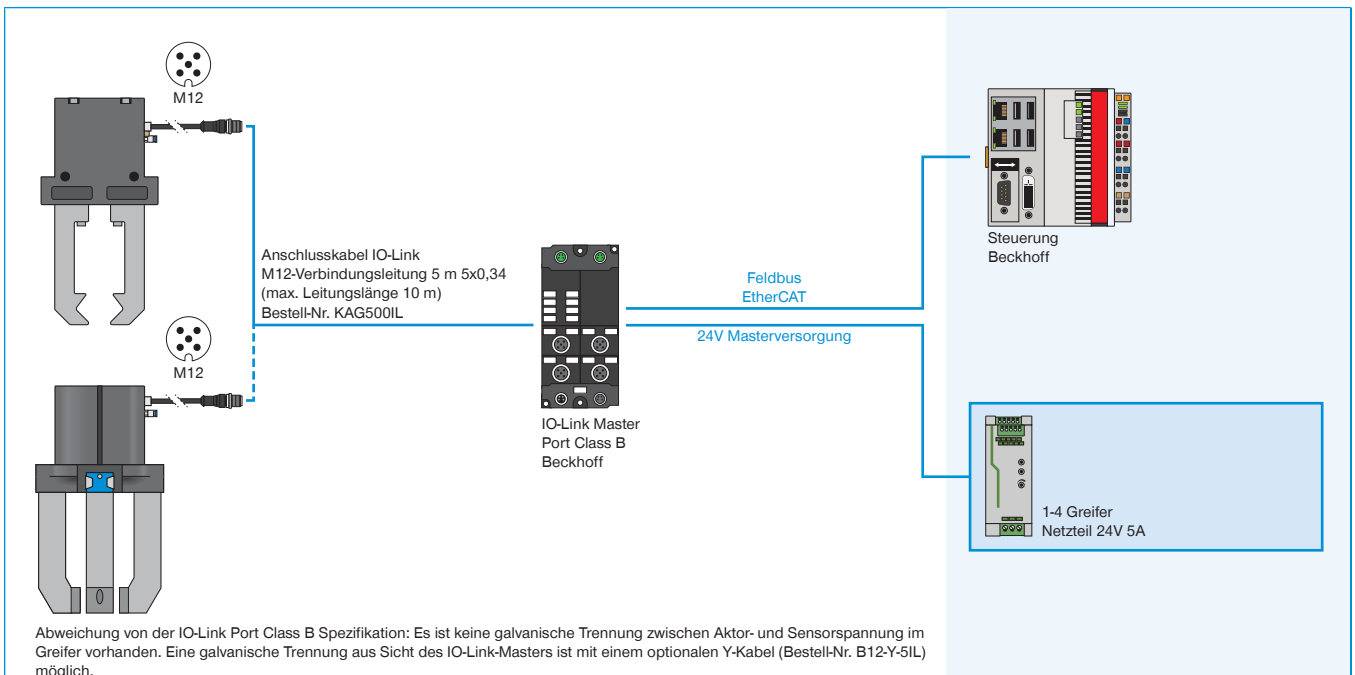 M12
Anschlusskabel IO-Link
M12-Verbindungsleitung 5 m 5x0,34
(max. Leitungslänge 10 m)
Bestell-Nr. KAG500IL
M12
IO-Link Master
Port Class B
Beckhoff
Feldbus
EtherCAT
24V Masterversorgung
Steuerung
Beckhoff
1-4 Greifer
Netzteil 24V 5A
Abweichung von der IO-Link Port Class B Spezifikation: Es ist keine galvanische Trennung zwischen Aktor- und Sensorspannung im
Greifer vorhanden. Eine galvanische Trennung aus Sicht des IO-Link-Masters ist mit einem optionalen Y-Kabel (Bestell-Nr. B12-Y-5IL)
möglich.